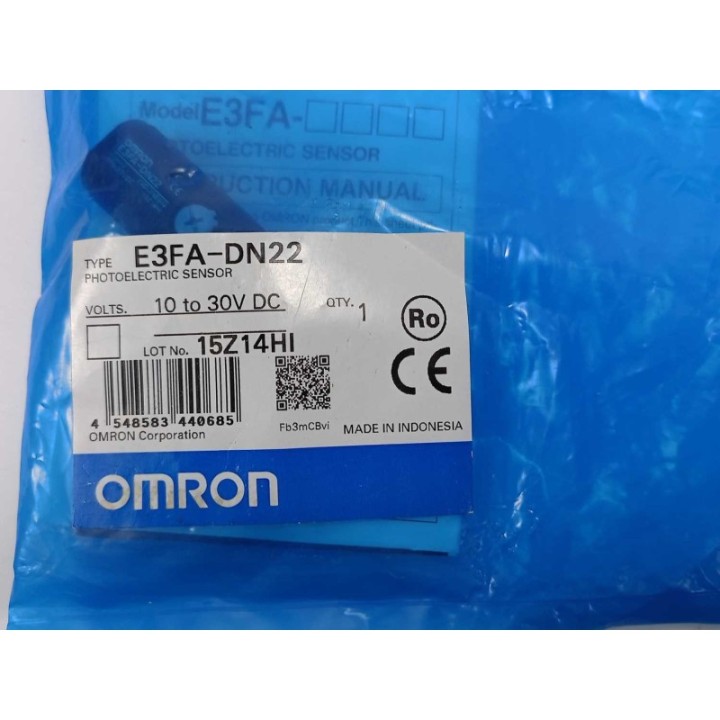 Model E3FA-□□□□
PHOTOELECTRIC SENSOR
INSTRUCTION MANUAL
TYPE E3FA-DN22
PHOTOELECTRIC SENSOR
VOLTS. 10 to 30V DC QTY. 1
LOT No. 15Z14HI
Ro
CE
4 548583 440685
Fb3mCBvi
MADE IN INDONESIA
OMRON Corporation
OMRON